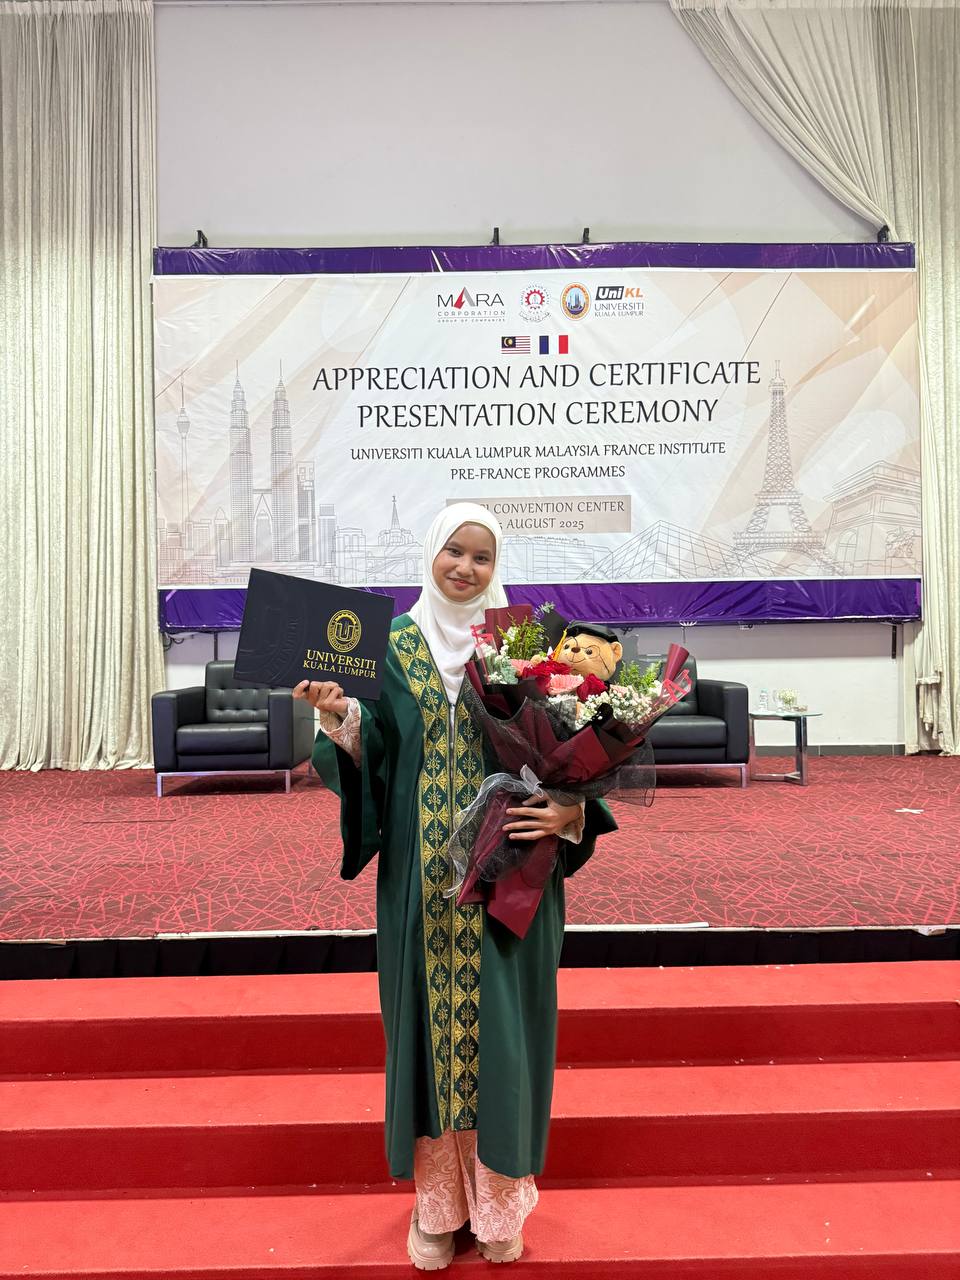 MARA
CORPORATION
GROUP OF COMPANIES
UniKL
UNIVERSITI
KUALA LUMPUR
APPRECIATION AND CERTIFICATE
PRESENTATION CEREMONY
UNIVERSITI KUALA LUMPUR MALAYSIA FRANCE INSTITUTE
PRE-FRANCE PROGRAMMES
CONVENTION CENTER
AUGUST 2025
UNIVERSITI
KUALA LUMPUR